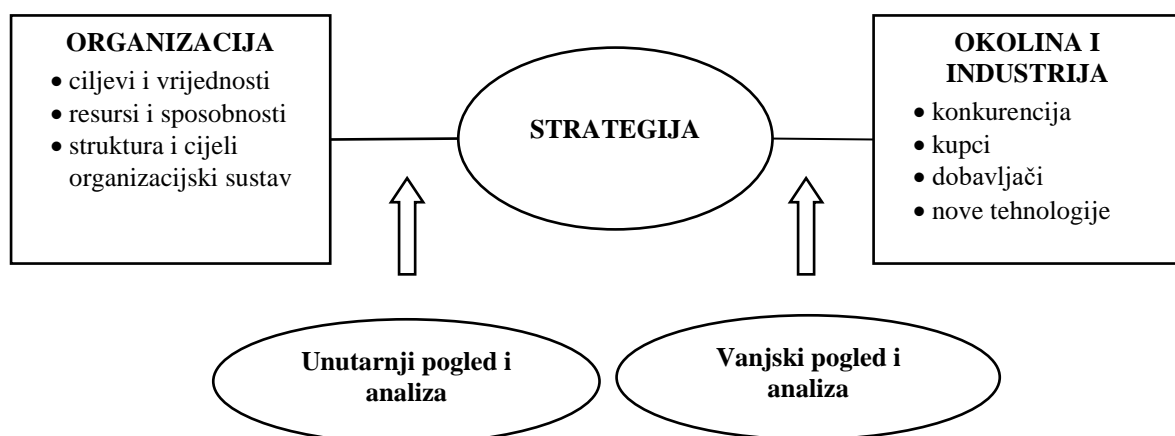 ORGANIZACIJA
• ciljevi i vrijednosti
• resursi i sposobnosti
• struktura i cijeli
organizacijski sustav
STRATEGIJA
OKOLINA I
INDUSTRIJA
• konkurencija
• kupci
• dobavljači
• nove tehnologije
Unutarnji pogled i
analiza
Vanjski pogled i
analiza